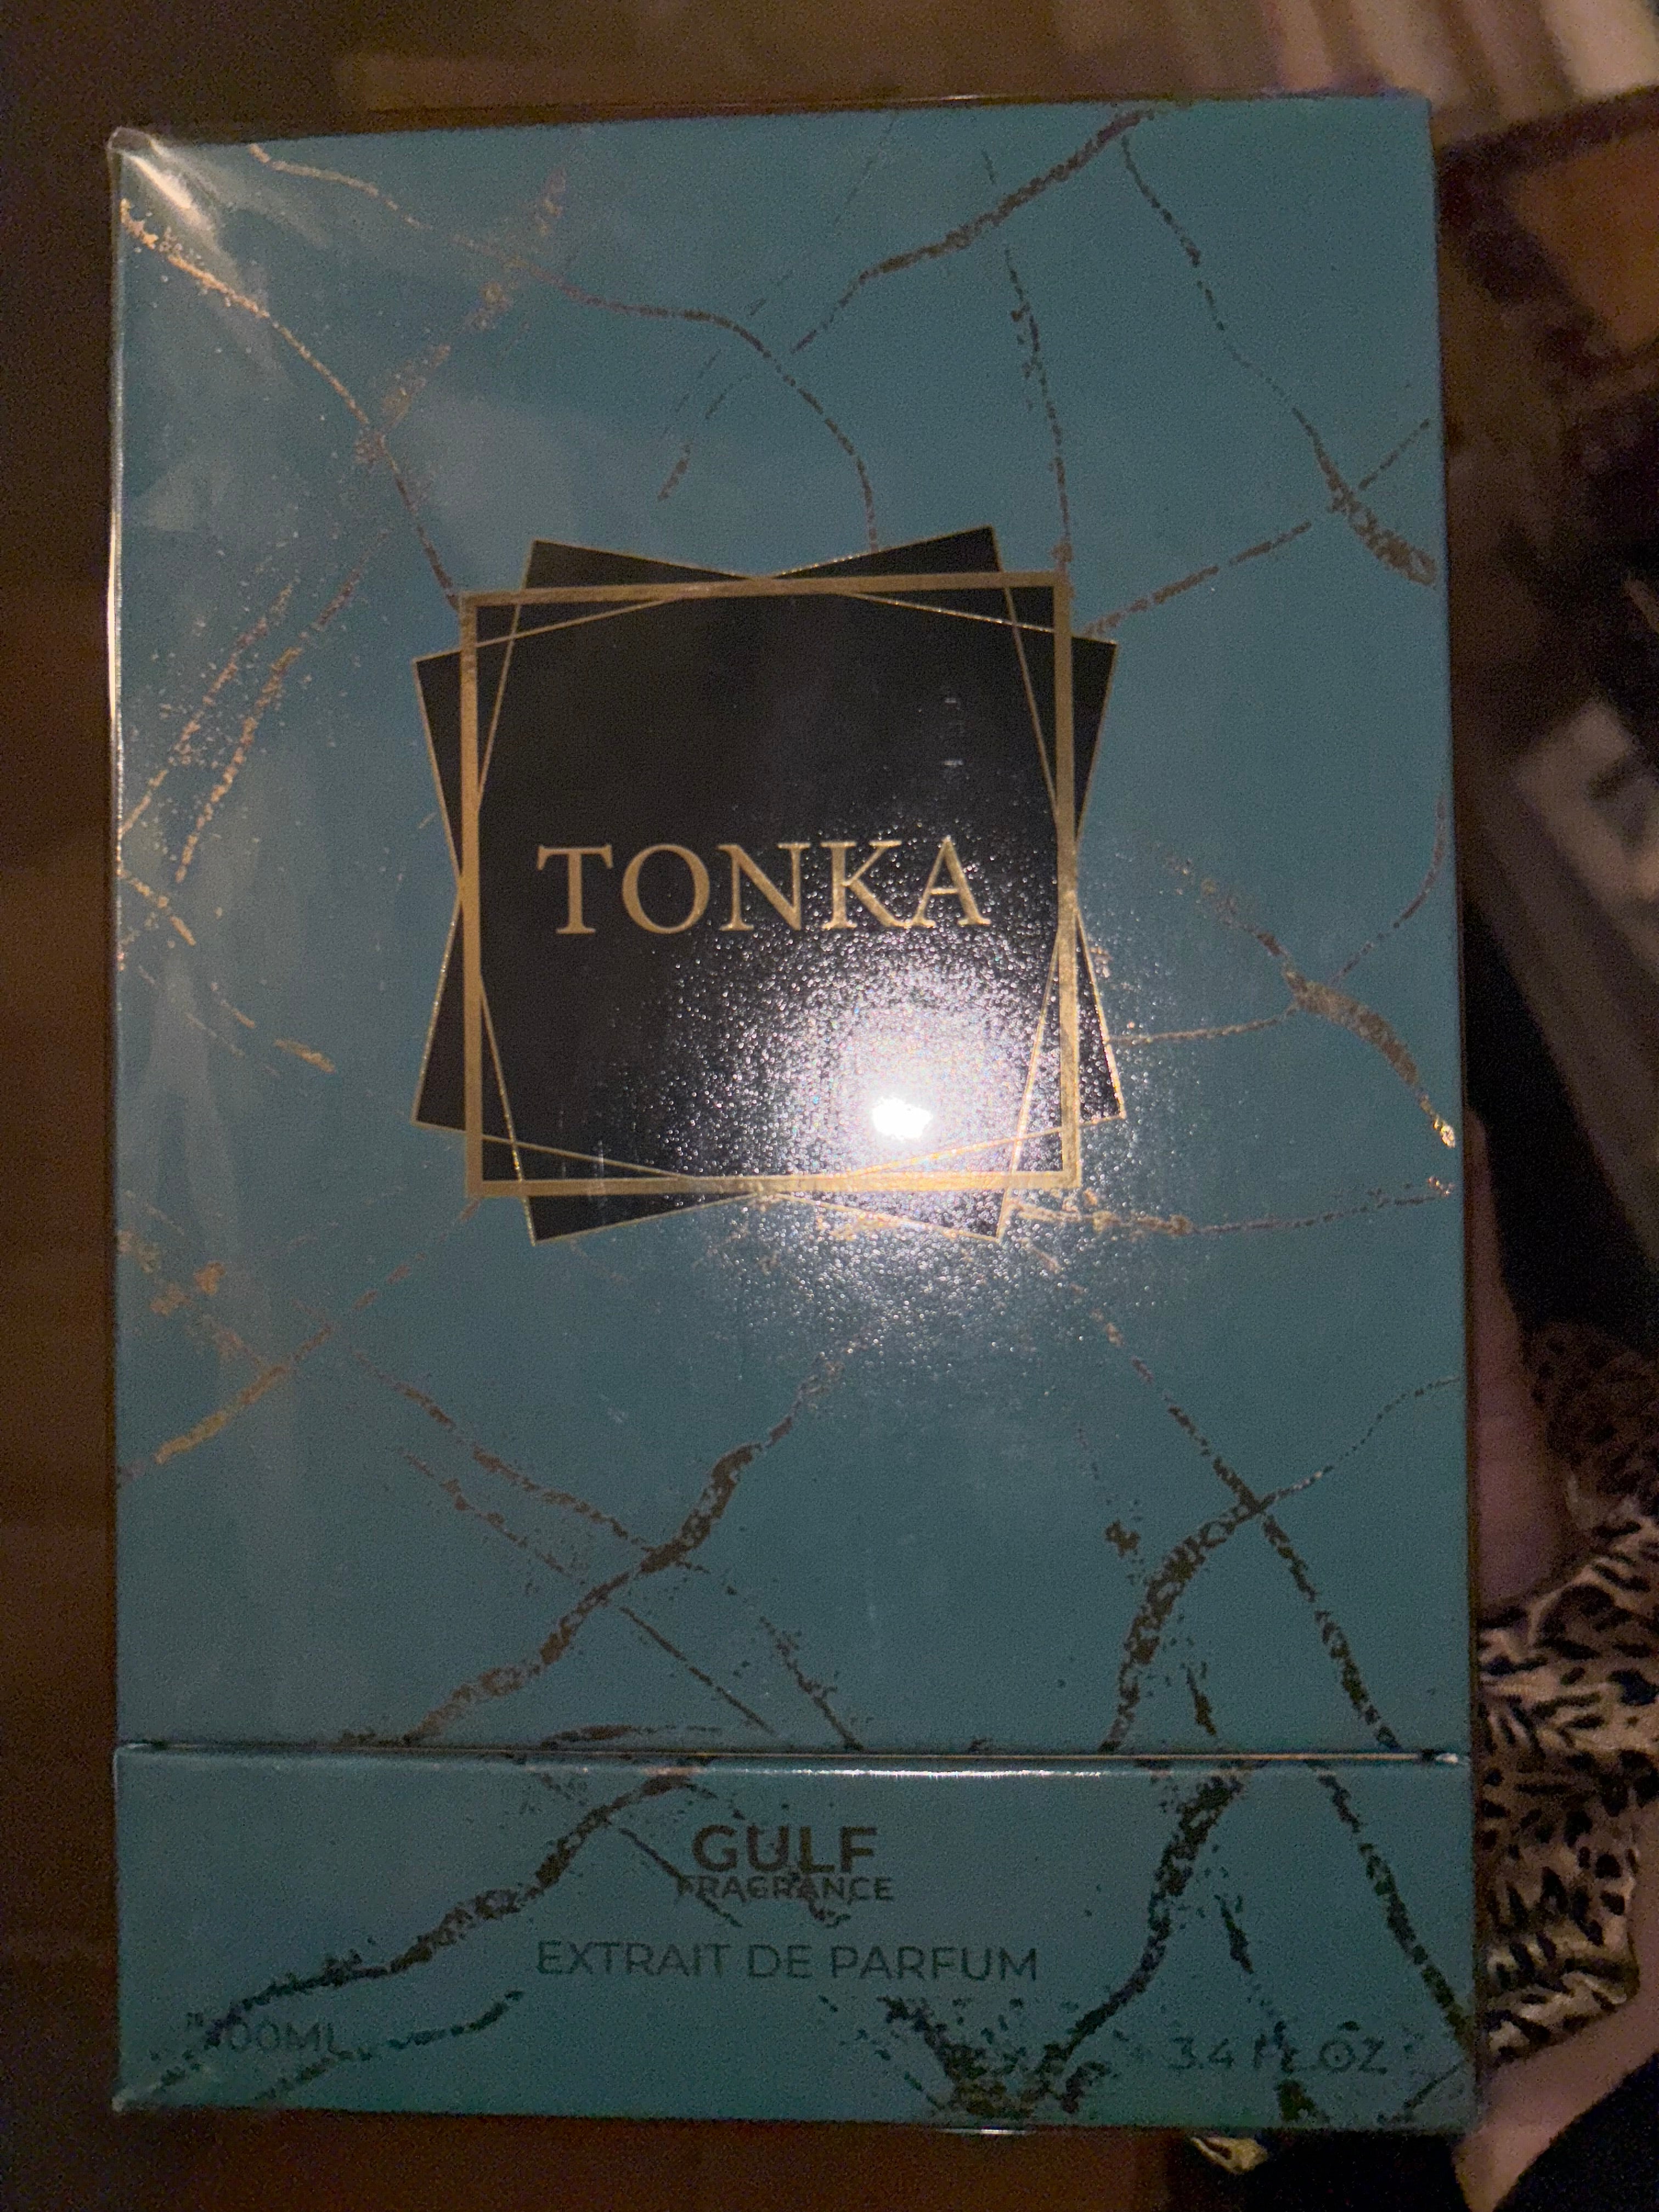 TONKA
GULF
FRAGRANCE
EXTRAIT DE PARFUM
100ML
3.4 FL.OZ